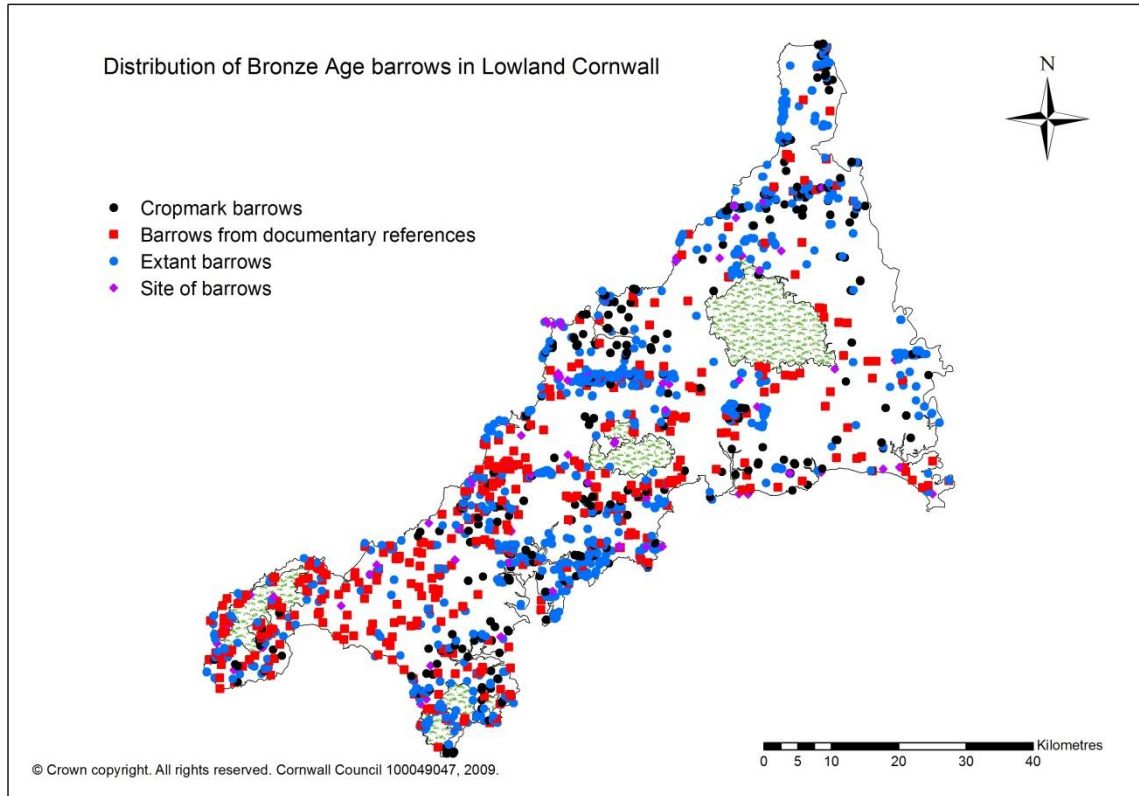 Distribution of Bronze Age barrows in Lowland Cornwall
N
Cropmark barrows
Barrows from documentary references
Extant barrows
Site of barrows
Kilometres
0 5 10 20 30 40
© Crown copyright. All rights reserved. Cornwall Council 100049047, 2009.